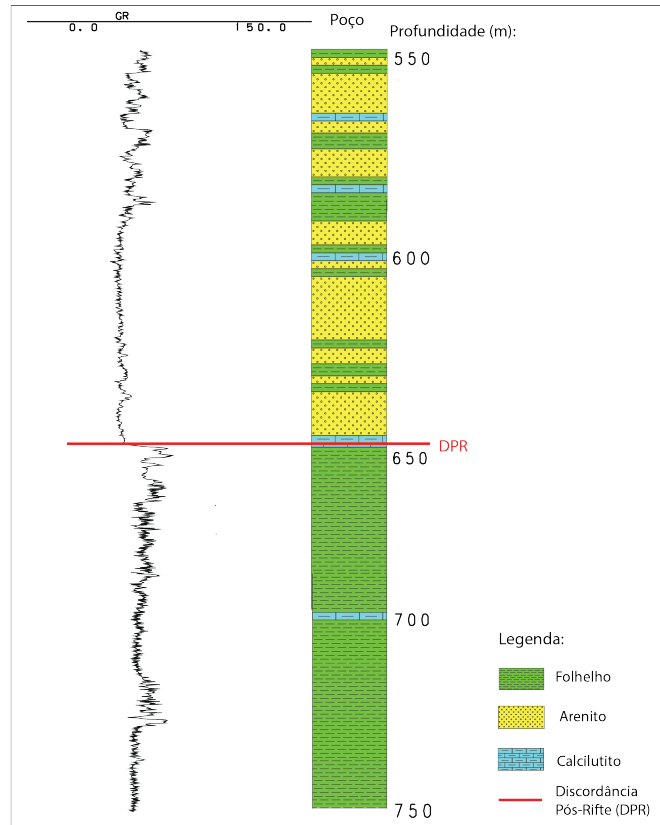 GR
0.0 150.0
Poço
Profundidade (m):
550
600
DPR
650
700
Legenda:
Folhelho
Arenito
Calcilutito
Discordância
Pós-Rifte (DPR)
750